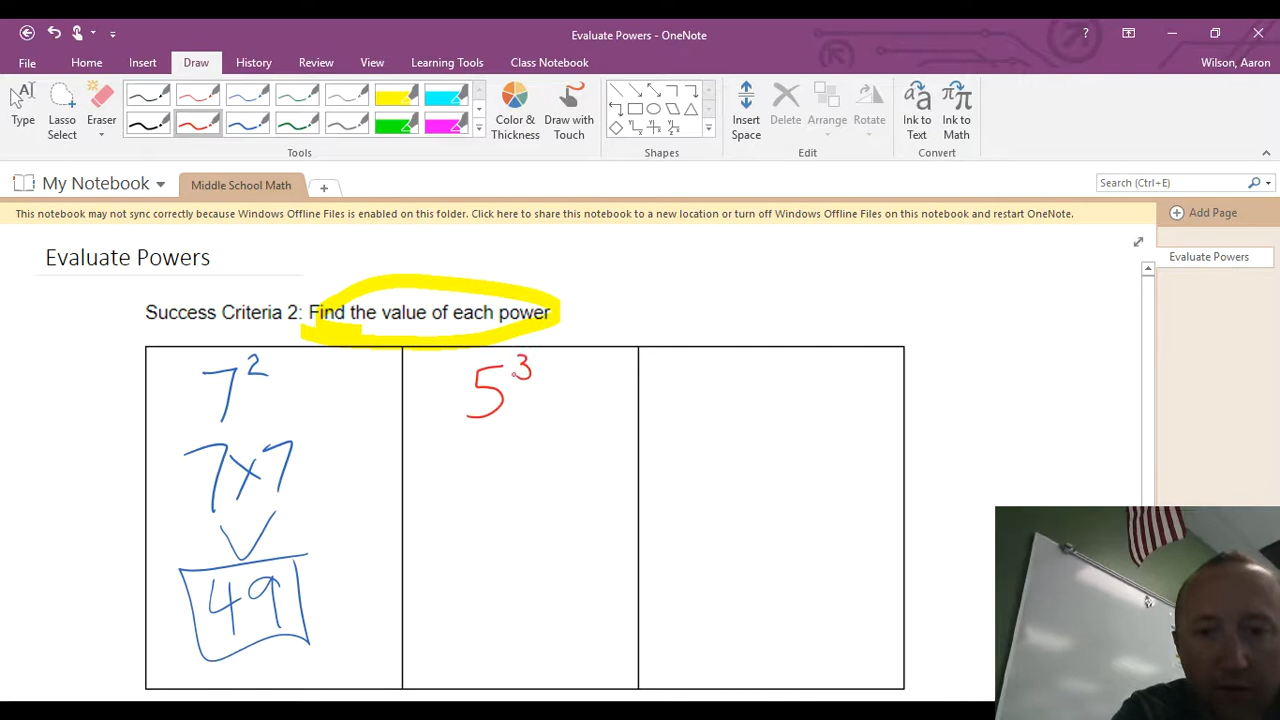 Evaluate Powers - OneNote
?
File Home Insert Draw History Review View Learning Tools Class Notebook Wilson, Aaron
Type Lasso Select Eraser Color & Thickness Draw with Touch Insert Space Delete Arrange Rotate Ink to Text Ink to Math
Tools Shapes Edit Convert
My Notebook Middle School Math + Search (Ctrl+E)
This notebook may not sync correctly because Windows Offline Files is enabled on this folder. Click here to share this notebook to a new location or turn off Windows Offline Files on this notebook and restart OneNote.
Add Page
Evaluate Powers
Evaluate Powers
Success Criteria 2: Find the value of each power
7² 5³
7×7
49